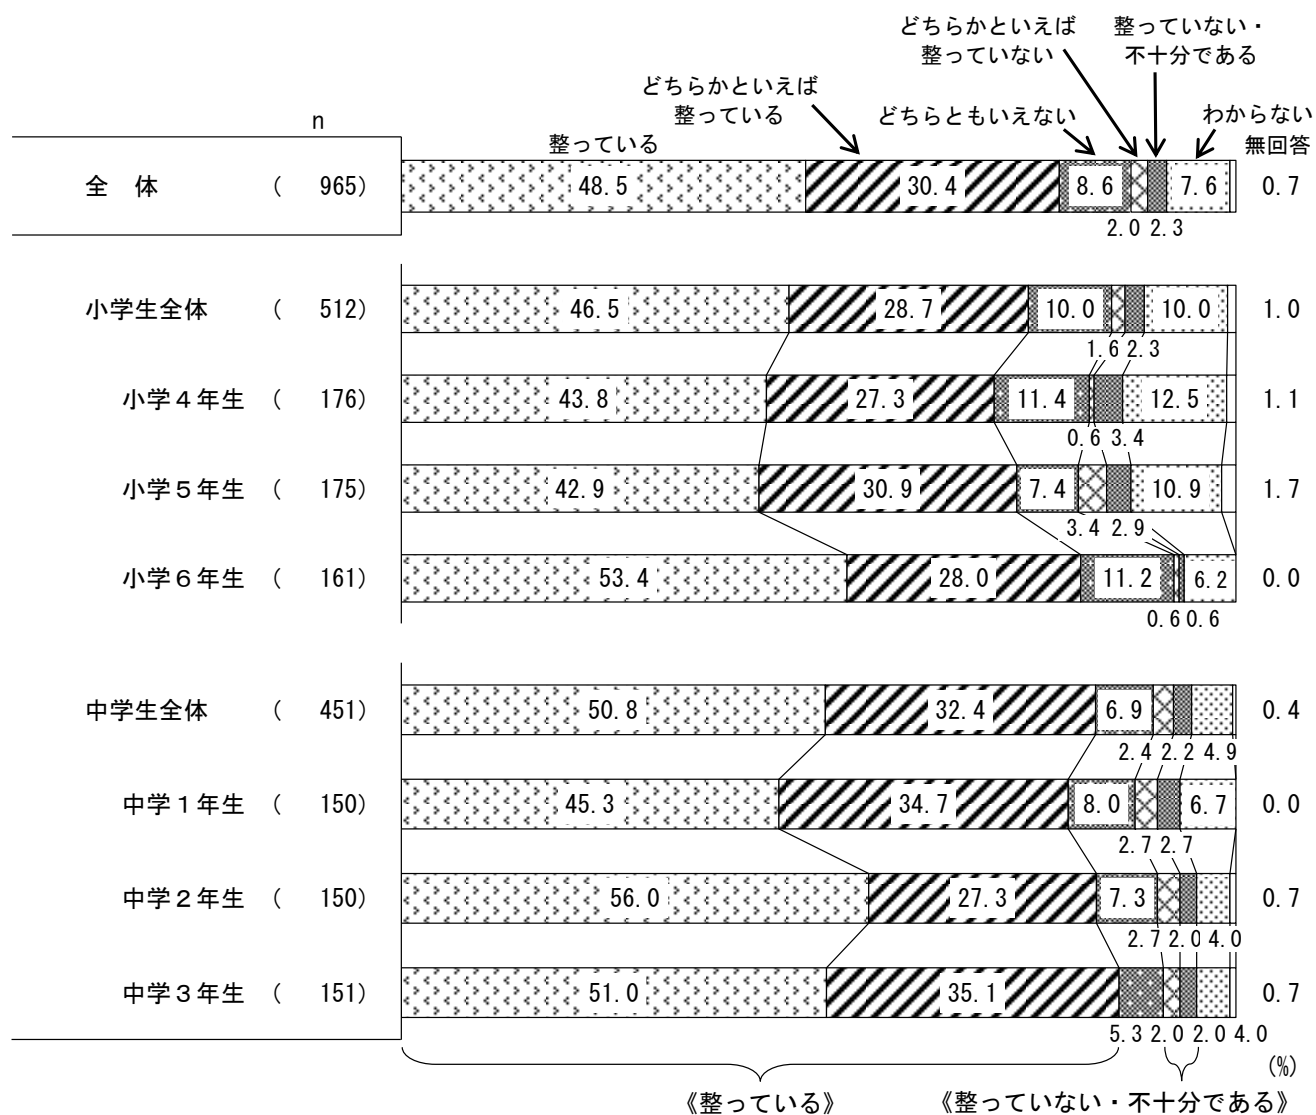 どちらかといえば 整っていない・
整っていない 不十分である
どちらかといえば
整っている どちらともいえない わからない
n
整っている 無回答
全 体 ( 965) 48.5 30.4 8.6 7.6 0.7
2.0 2.3
小学生全体 ( 512) 46.5 28.7 10.0 10.0 1.0
1.6 2.3
小学4年生 ( 176) 43.8 27.3 11.4 12.5 1.1
0.6 3.4
小学5年生 ( 175) 42.9 30.9 7.4 10.9 1.7
3.4 2.9
小学6年生 ( 161) 53.4 28.0 11.2 6.2 0.0
0.6 0.6
中学生全体 ( 451) 50.8 32.4 6.9 0.4
2.4 2.2 4.9
中学1年生 ( 150) 45.3 34.7 8.0 6.7 0.0
2.7 2.7
中学2年生 ( 150) 56.0 27.3 7.3 0.7
2.7 2.0 4.0
中学3年生 ( 151) 51.0 35.1 0.7
5.3 2.0 2.0 4.0
(%)
《整っている》 《整っていない・不十分である》